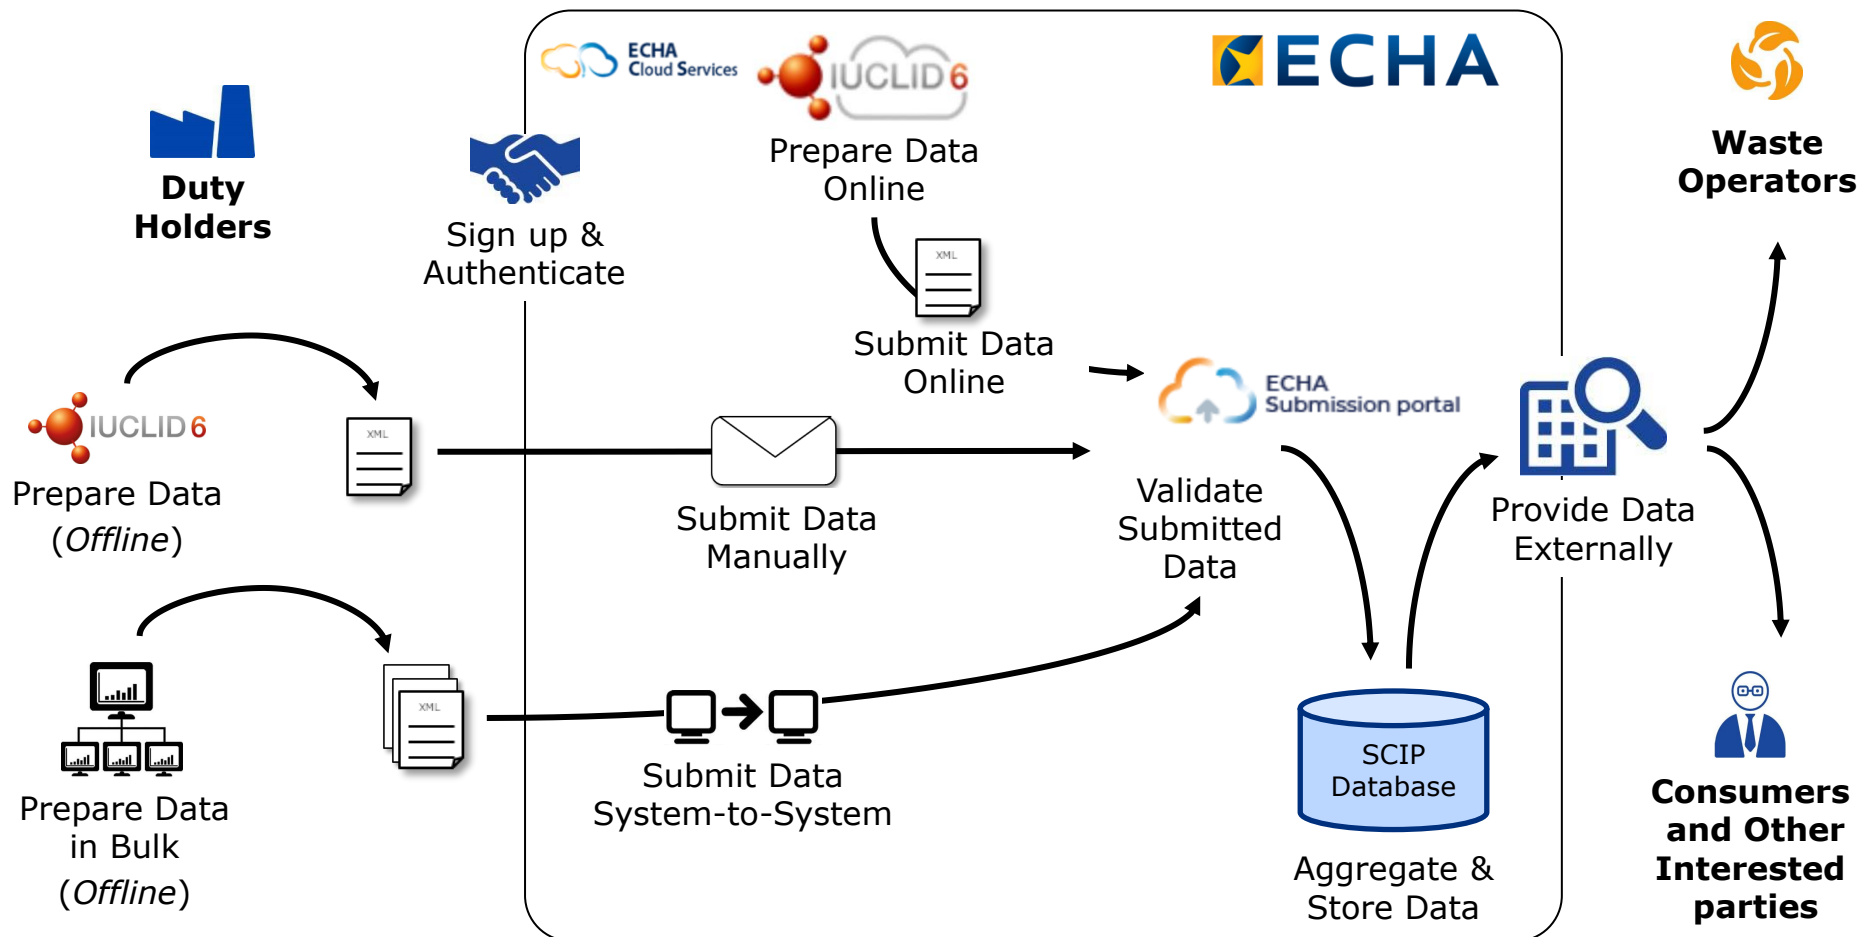 ECHA
Cloud Services
IUCLID 6
ECHA
Prepare Data
Online
Duty
Holders
Sign up &
Authenticate
Waste
Operators
XML
Submit Data
Online
IUCLID 6
Prepare Data
(Offline)
XML
Submit Data
Manually
ECHA
Submission portal
Validate
Submitted
Data
Provide Data
Externally
Prepare Data
in Bulk
(Offline)
XML
Submit Data
System-to-System
SCIP
Database
Aggregate &
Store Data
Consumers
and Other
Interested
parties